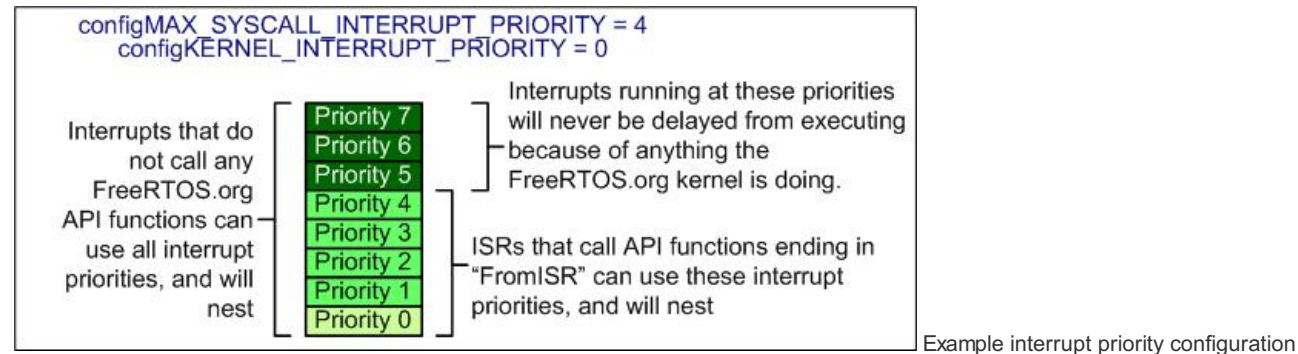 configMAX_SYSCALL_INTERRUPT_PRIORITY = 4
configKERNEL_INTERRUPT_PRIORITY = 0
Interrupts that do
not call any
FreeRTOS.org
API functions can
use all interrupt
priorities, and will
nest
Priority 7
Priority 6
Priority 5
Priority 4
Priority 3
Priority 2
Priority 1
Priority 0
Interrupts running at these priorities
will never be delayed from executing
because of anything the
FreeRTOS.org kernel is doing.
ISRs that call API functions ending in
“FromISR” can use these interrupt
priorities, and will nest
Example interrupt priority configuration